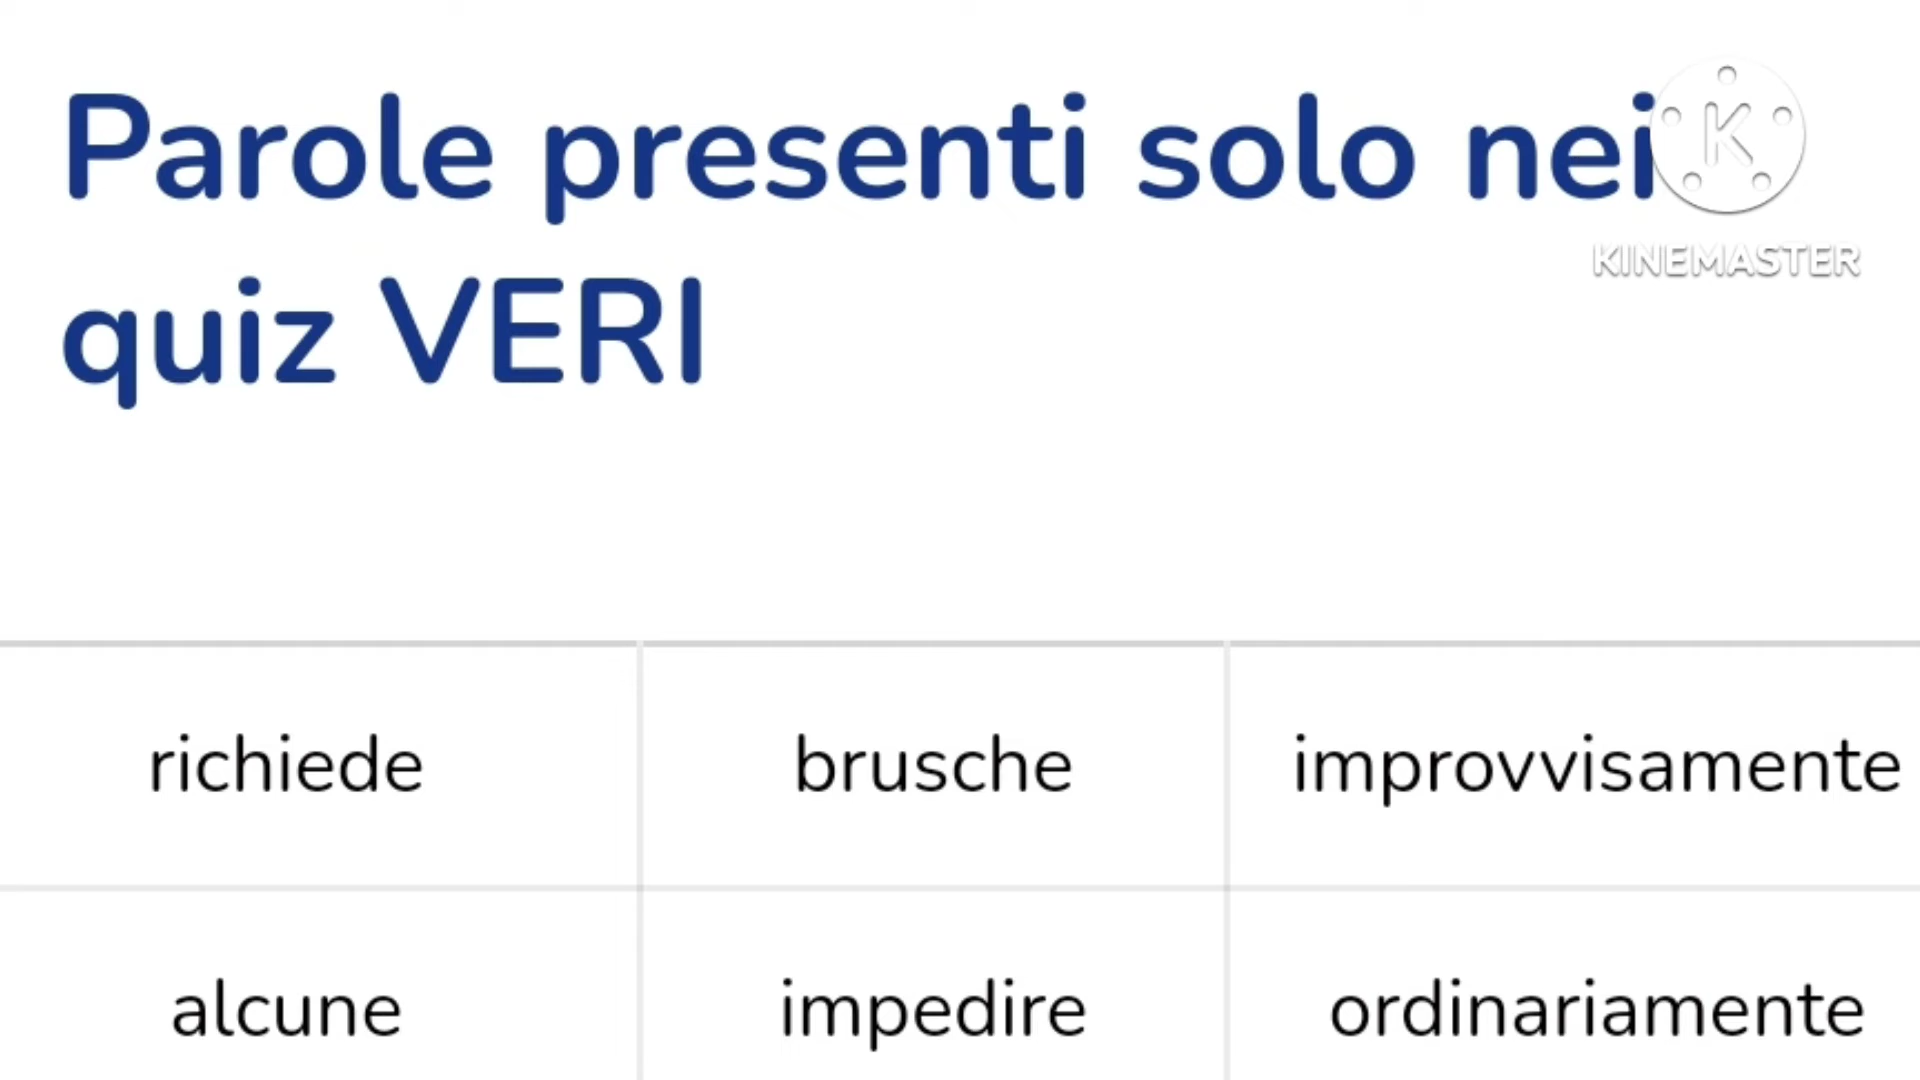 Parole presenti solo nei
quiz VERI
K
KINEMASTER
richiede brusche improvvisamente
alcune impedire ordinariamente